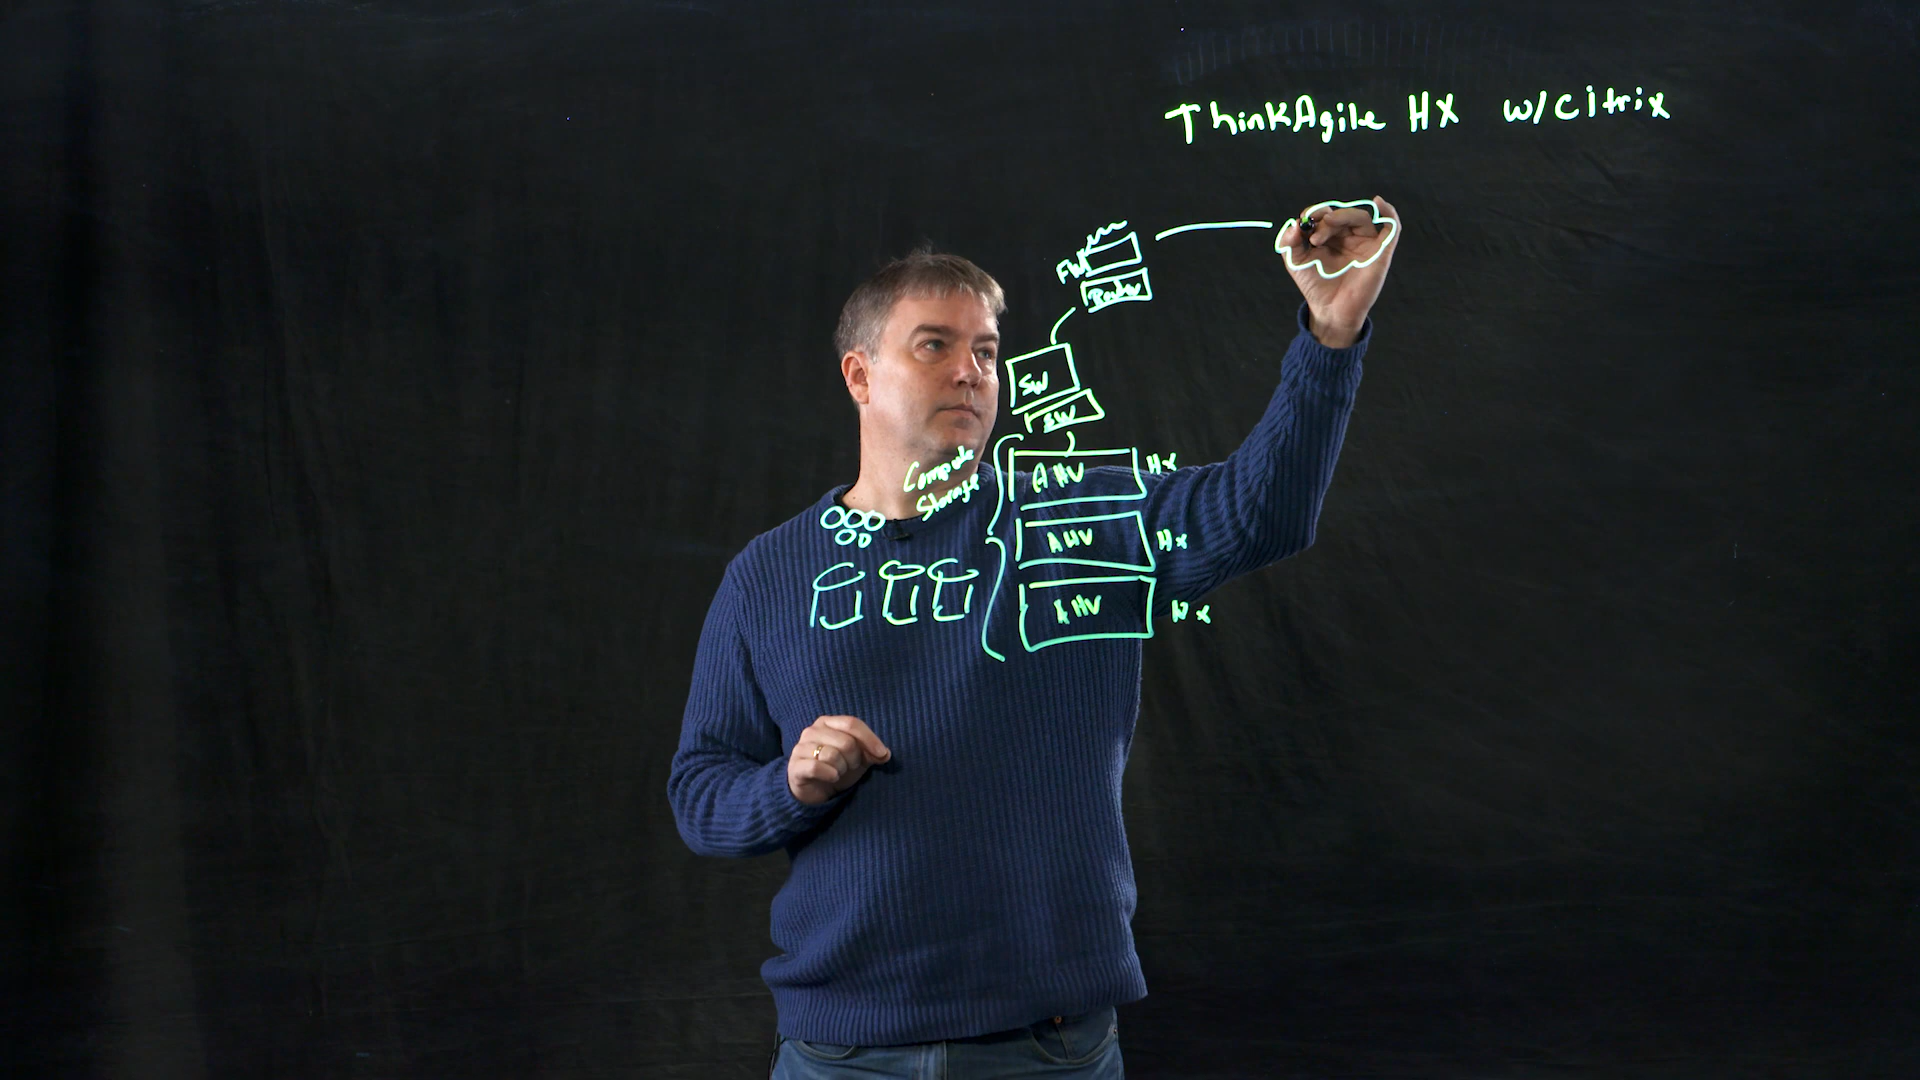 ThinkAgile HX w/citrix
FW
Router
SW
SW
Compute
Storage
AHV
Hx
AHV
Hx
AHV
Hx